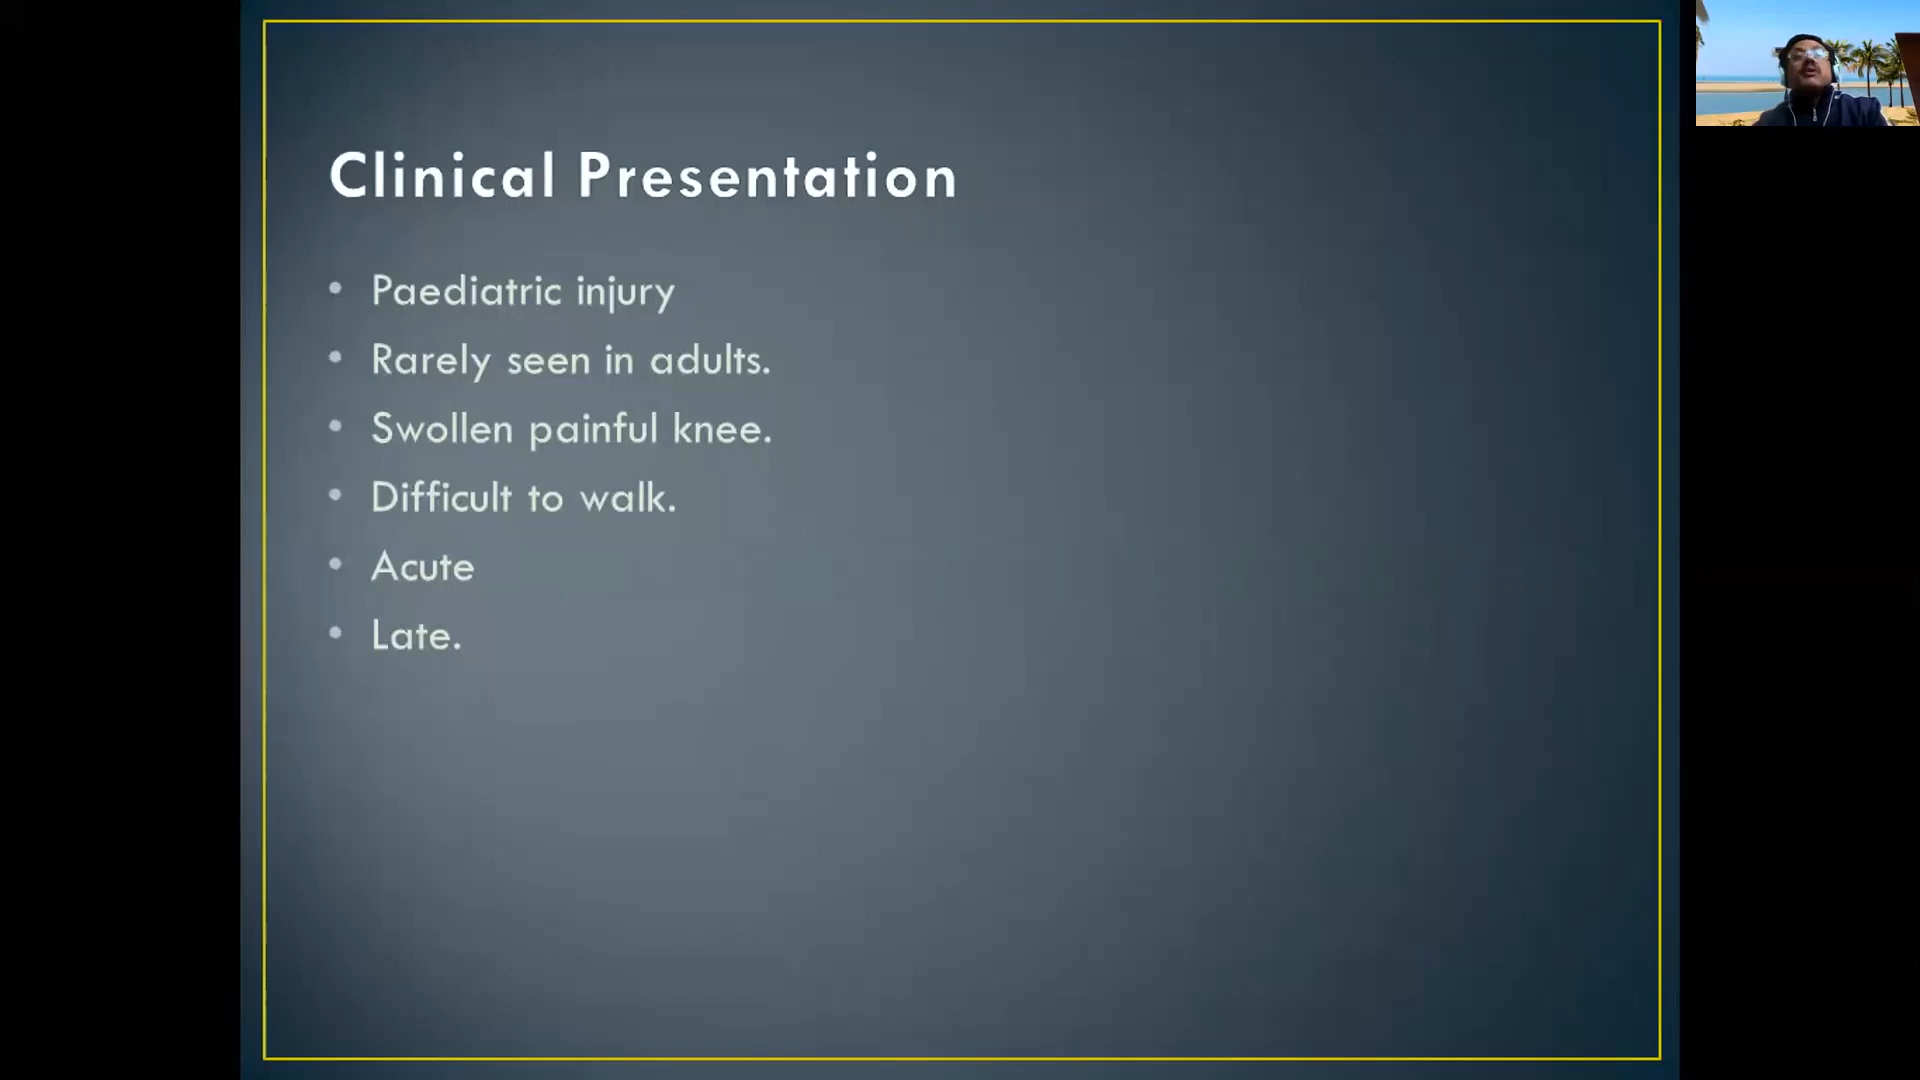 Clinical Presentation
• Paediatric injury
• Rarely seen in adults.
• Swollen painful knee.
• Difficult to walk.
• Acute
• Late.